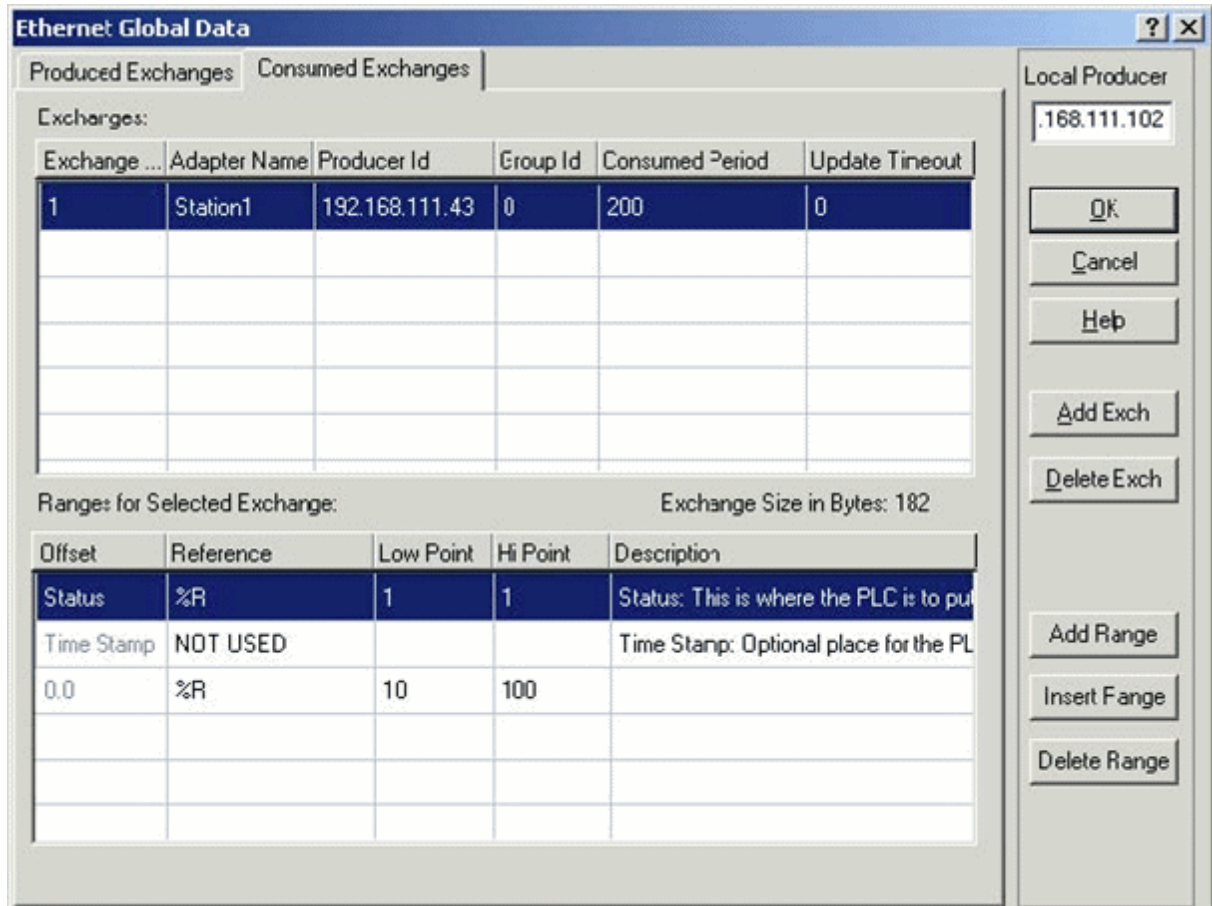 Ethernet Global Data
Produced Exchanges Consumed Exchanges
Exchanges:
Exchange ... Adapter Name Producer Id Group Id Consumed Period Update Timeout
1 Station1 192.168.111.43 0 200 0
Ranges for Selected Exchange: Exchange Size in Bytes: 182
Offset Reference Low Point Hi Point Description
Status %R 1 1 Status: This is where the PLC is to put
Time Stamp NOT USED Time Stamp: Optional place for the PL
0.0 %R 10 100
Local Producer
.168.111.102
OK
Cancel
Help
Add Exch
Delete Exch
Add Range
Insert Range
Delete Range